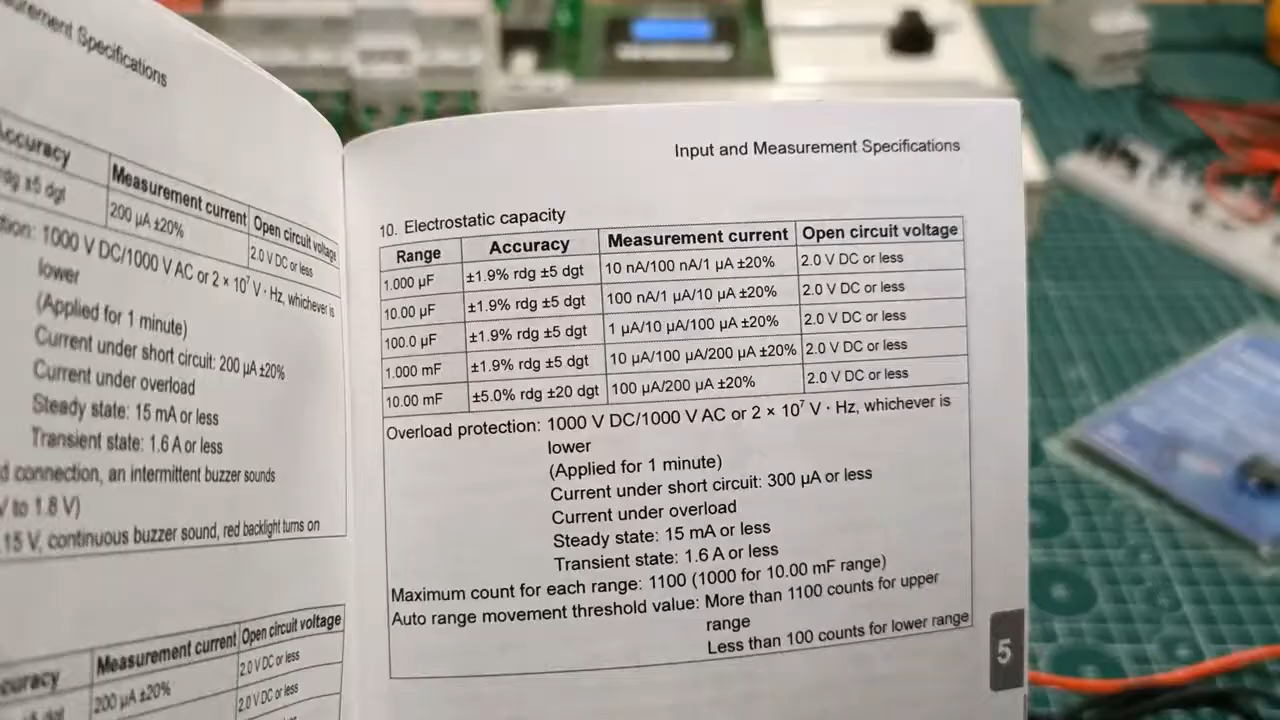 urement Specifications
Accuracy
Measurement current
Open circuit voltage
rdg ±5 dgt
200 µA ±20%
2.0 V DC or less
tion: 1000 V DC/1000 V AC or 2 × 10⁷ V · Hz, whichever is
lower
(Applied for 1 minute)
Current under short circuit: 200 µA ±20%
Current under overload
Steady state: 15 mA or less
Transient state: 1.6 A or less
d connection, an intermittent buzzer sounds
V to 1.8 V)
.15 V, continuous buzzer sound, red backlight turns on
curacy
Measurement current
Open circuit voltage
±5 dgt
200 µA ±20%
2.0 V DC or less
2.0 V DC or less
Input and Measurement Specifications
10. Electrostatic capacity
Range Accuracy Measurement current Open circuit voltage
1.000 µF ±1.9% rdg ±5 dgt 10 nA/100 nA/1 µA ±20% 2.0 V DC or less
10.00 µF ±1.9% rdg ±5 dgt 100 nA/1 µA/10 µA ±20% 2.0 V DC or less
100.0 µF ±1.9% rdg ±5 dgt 1 µA/10 µA/100 µA ±20% 2.0 V DC or less
1.000 mF ±1.9% rdg ±5 dgt 10 µA/100 µA/200 µA ±20% 2.0 V DC or less
10.00 mF ±5.0% rdg ±20 dgt 100 µA/200 µA ±20% 2.0 V DC or less
Overload protection: 1000 V DC/1000 V AC or 2 × 10⁷ V · Hz, whichever is
lower
(Applied for 1 minute)
Current under short circuit: 300 µA or less
Current under overload
Steady state: 15 mA or less
Transient state: 1.6 A or less
Maximum count for each range: 1100 (1000 for 10.00 mF range)
Auto range movement threshold value: More than 1100 counts for upper
range
Less than 100 counts for lower range
5